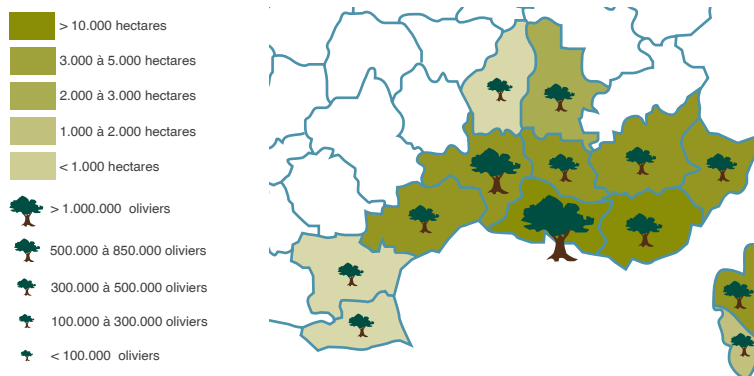 > 10.000 hectares
3.000 à 5.000 hectares
2.000 à 3.000 hectares
1.000 à 2.000 hectares
< 1.000 hectares
> 1.000.000 oliviers
500.000 à 850.000 oliviers
300.000 à 500.000 oliviers
100.000 à 300.000 oliviers
< 100.000 oliviers